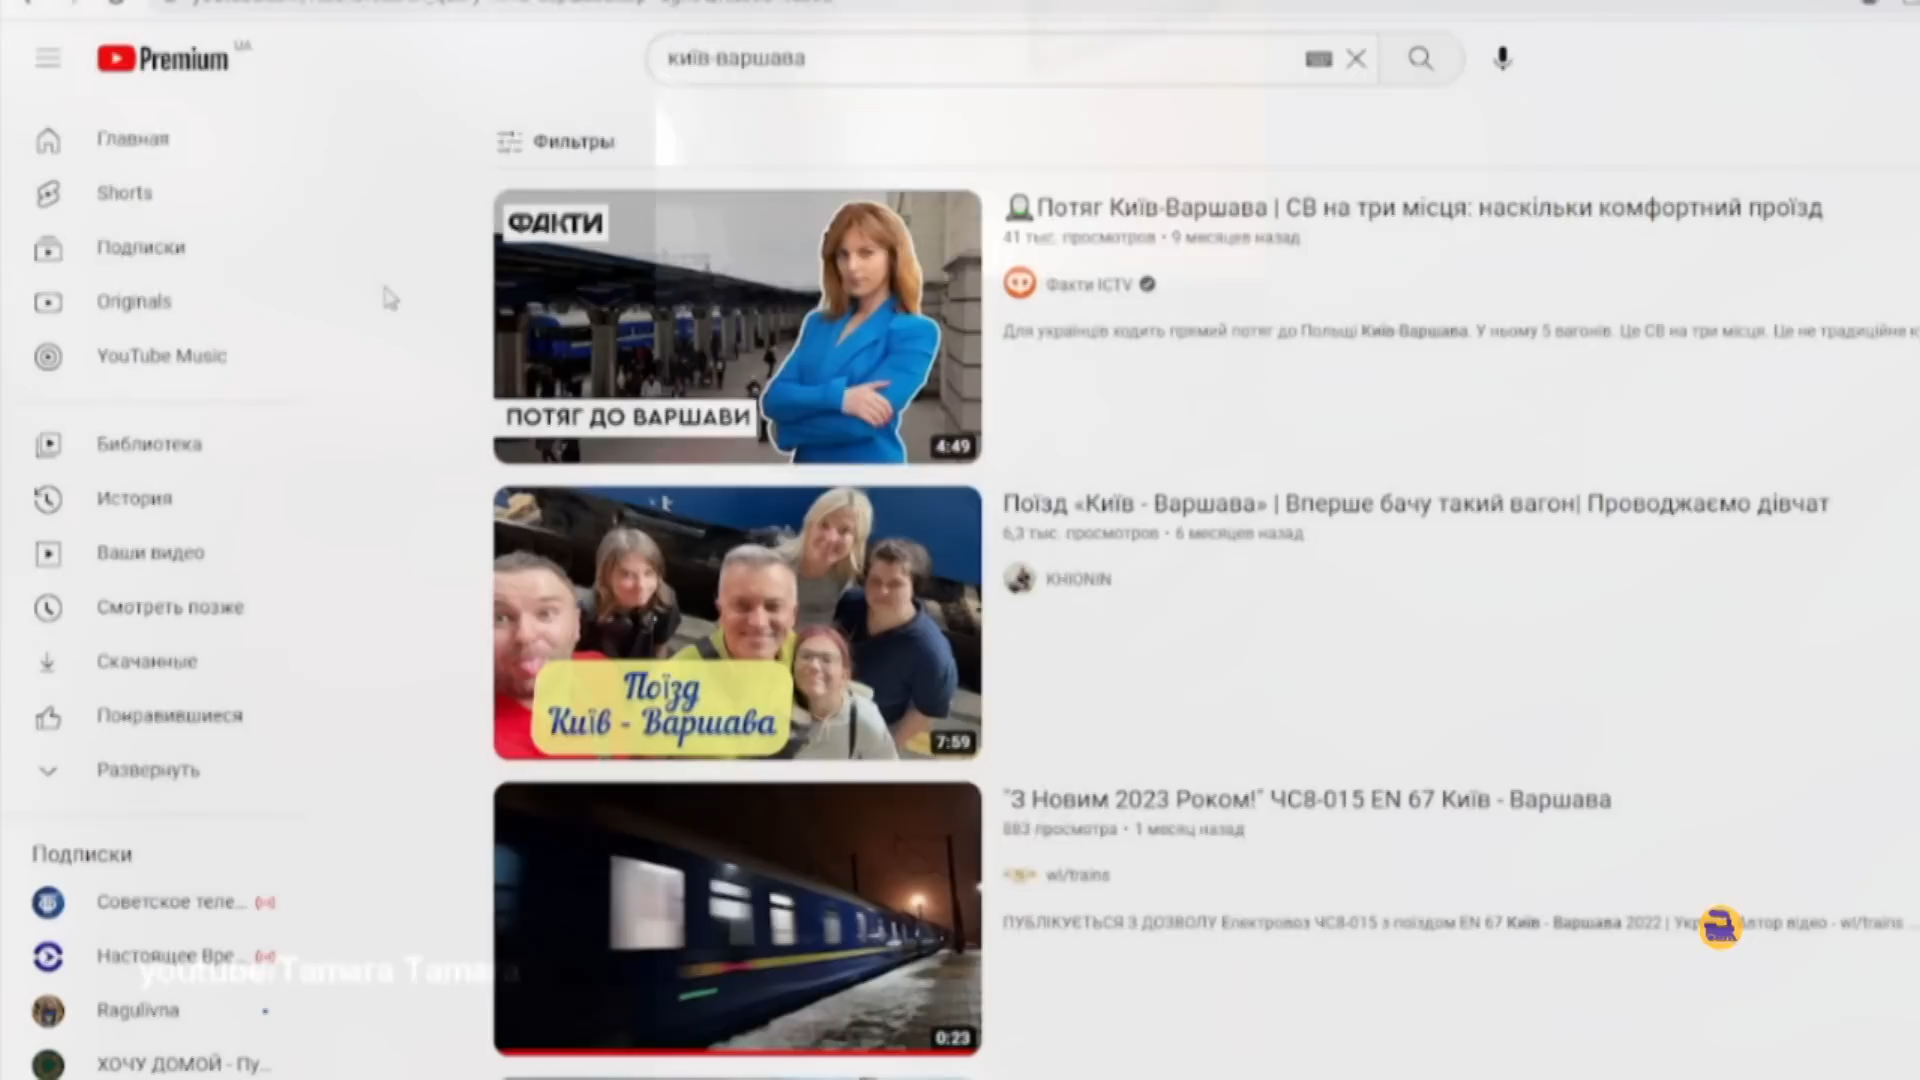 Premium UA
київ-варшава
Главная
Shorts
Подписки
Originals
YouTube Music
Библиотека
История
Ваши видео
Смотреть позже
Скачанные
Понравившиеся
Развернуть
Подписки
Советское теле...
Настоящее Вре...
Ragulivna
ХОЧУ ДОМОЙ - Пу...
youtube/Tamara Tamara
Фильтры
ФАКТИ
ПОТЯГ ДО ВАРШАВИ
4:49
Потяг Київ-Варшава | СВ на три місця: наскільки комфортний проїзд
41 тыс. просмотров • 9 месяцев назад
Факти ICTV
Для українців ходить прямий потяг до Польщі Київ-Варшава. У ньому 5 вагонів. Це СВ на три місця. Це не традиційне
Поїзд
Київ - Варшава
7:59
Поїзд «Київ - Варшава» | Вперше бачу такий вагон| Проводжаємо дівчат
6,3 тыс. просмотров • 6 месяцев назад
KHIONIN
0:23
"З Новим 2023 Роком!" ЧС8-015 EN 67 Київ - Варшава
883 просмотра • 1 месяц назад
wl/trains
ПУБЛІКУЄТЬСЯ З ДОЗВОЛУ Електровоз ЧС8-015 з поїздом EN 67 Київ - Варшава 2022 | Автор відео - wl/trains ...